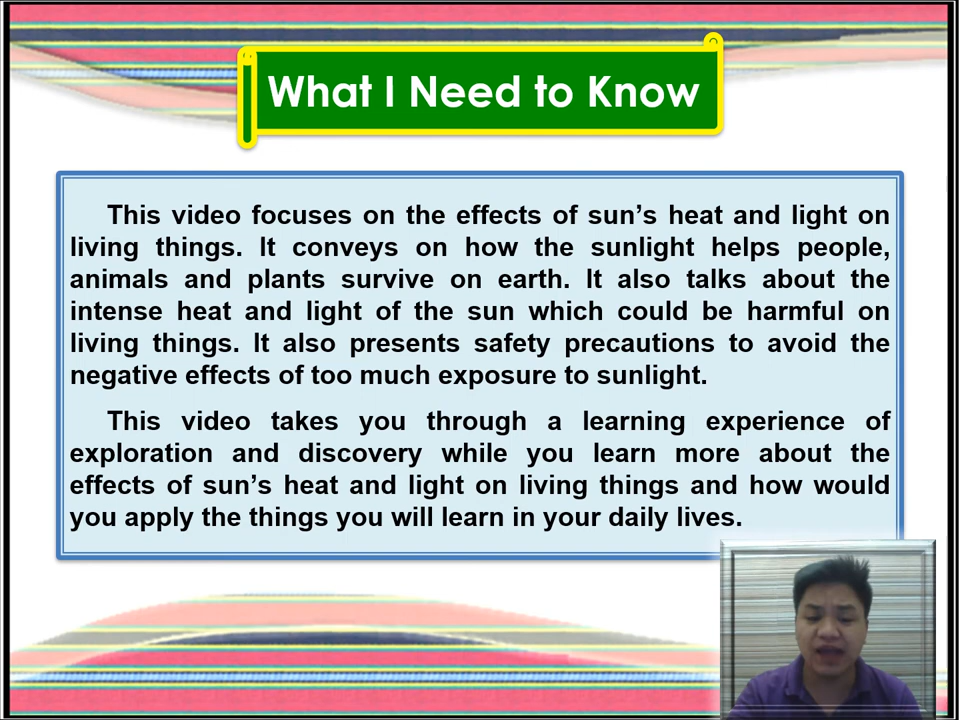 What I Need to Know
This video focuses on the effects of sun’s heat and light on
living things. It conveys on how the sunlight helps people,
animals and plants survive on earth. It also talks about the
intense heat and light of the sun which could be harmful on
living things. It also presents safety precautions to avoid the
negative effects of too much exposure to sunlight.
This video takes you through a learning experience of
exploration and discovery while you learn more about the
effects of sun’s heat and light on living things and how would
you apply the things you will learn in your daily lives.